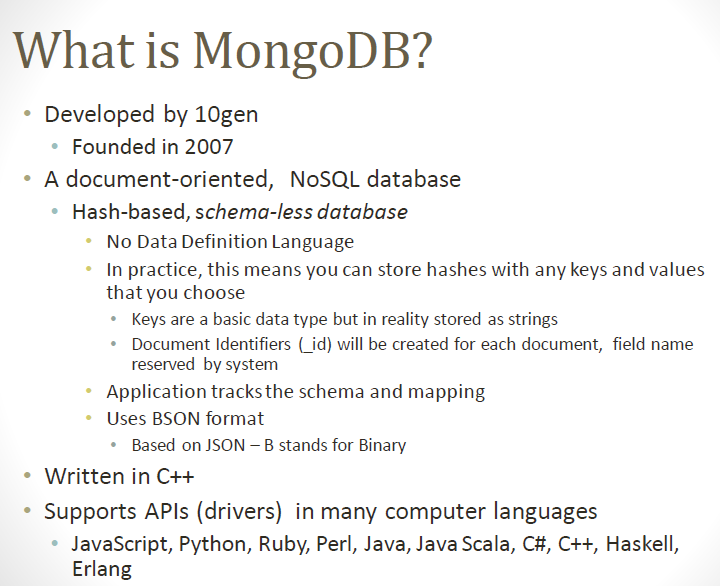 What is MongoDB?
• Developed by 10gen
• Founded in 2007
• A document-oriented, NoSQL database
• Hash-based, schema-less database
• No Data Definition Language
• In practice, this means you can store hashes with any keys and values
that you choose
• Keys are a basic data type but in reality stored as strings
• Document Identifiers (_id) will be created for each document, field name
reserved by system
• Application tracks the schema and mapping
• Uses BSON format
• Based on JSON – B stands for Binary
• Written in C++
• Supports APIs (drivers) in many computer languages
• JavaScript, Python, Ruby, Perl, Java, Java Scala, C#, C++, Haskell,
Erlang